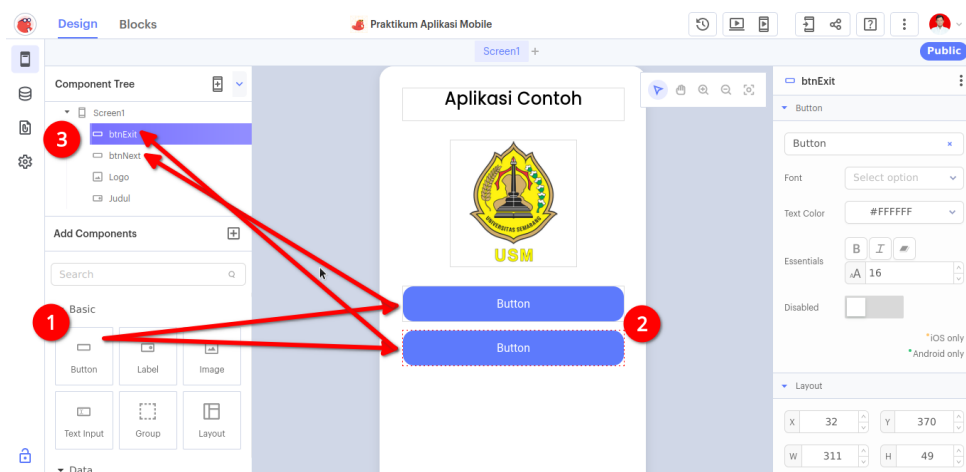 Design Blocks Praktikum Aplikasi Mobile
Screen1 +
Public
Component Tree
Screen1
btnExit
btnNext
Logo
Judul
3
Add Components
Search
Basic
1
Button Label Image
Text Input Group Layout
Data
Aplikasi Contoh
UNIVERSITAS SEMARANG
USM
Button
2
Button
btnExit
Button
Button ×
Font Select option
Text Color #FFFFFF
Essentials B I
AA 16
Disabled
*iOS only
*Android only
Layout
X 32 Y 370
W 311 H 49